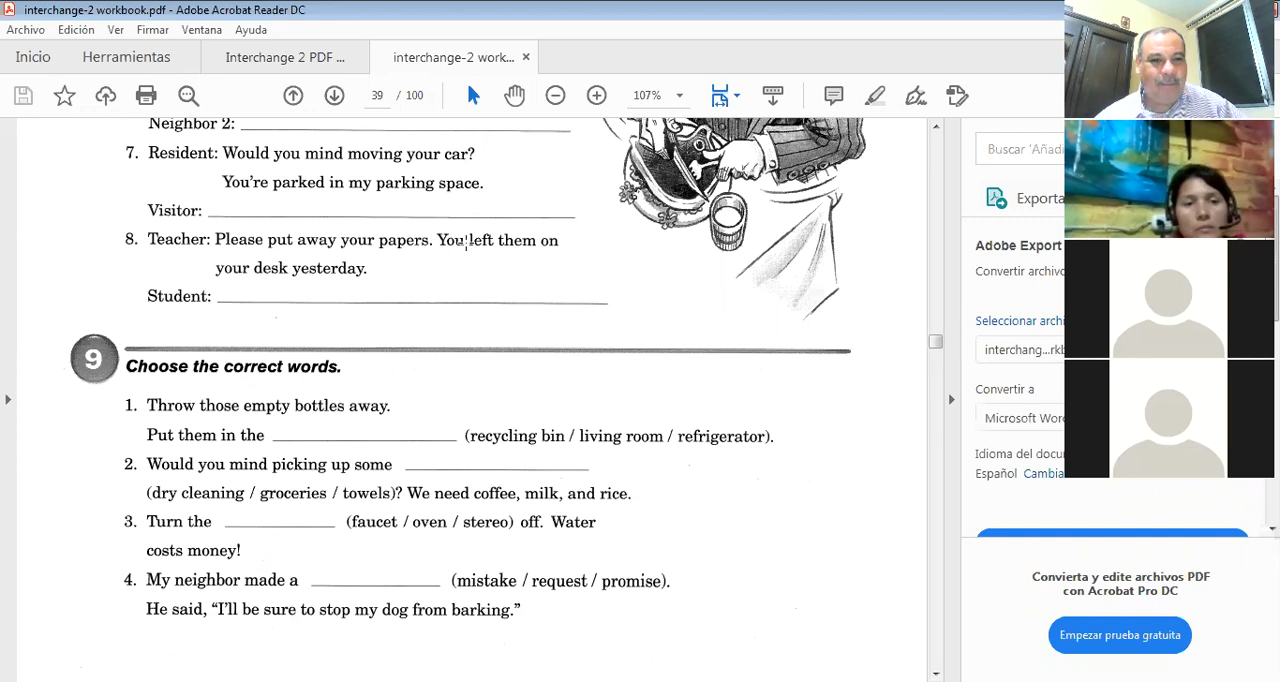 interchange-2 workbook.pdf - Adobe Acrobat Reader DC
Archivo Edición Ver Firmar Ventana Ayuda
Inicio Herramientas Interchange 2 PDF ... interchange-2 work... ×
39 / 100 107%
Neighbor 2:
7. Resident: Would you mind moving your car?
You're parked in my parking space.
Visitor:
8. Teacher: Please put away your papers. You left them on
your desk yesterday.
Student:
9
Choose the correct words.
1. Throw those empty bottles away.
Put them in the (recycling bin / living room / refrigerator).
2. Would you mind picking up some
(dry cleaning / groceries / towels)? We need coffee, milk, and rice.
3. Turn the (faucet / oven / stereo) off. Water
costs money!
4. My neighbor made a (mistake / request / promise).
He said, "I'll be sure to stop my dog from barking."
Buscar 'Añadi
Exporta
Adobe Export
Convertir archivo
Seleccionar archi
interchang...rkb
Convertir a
Microsoft Word
Idioma del docu
Español Cambia
Convierta y edite archivos PDF
con Acrobat Pro DC
Empezar prueba gratuita